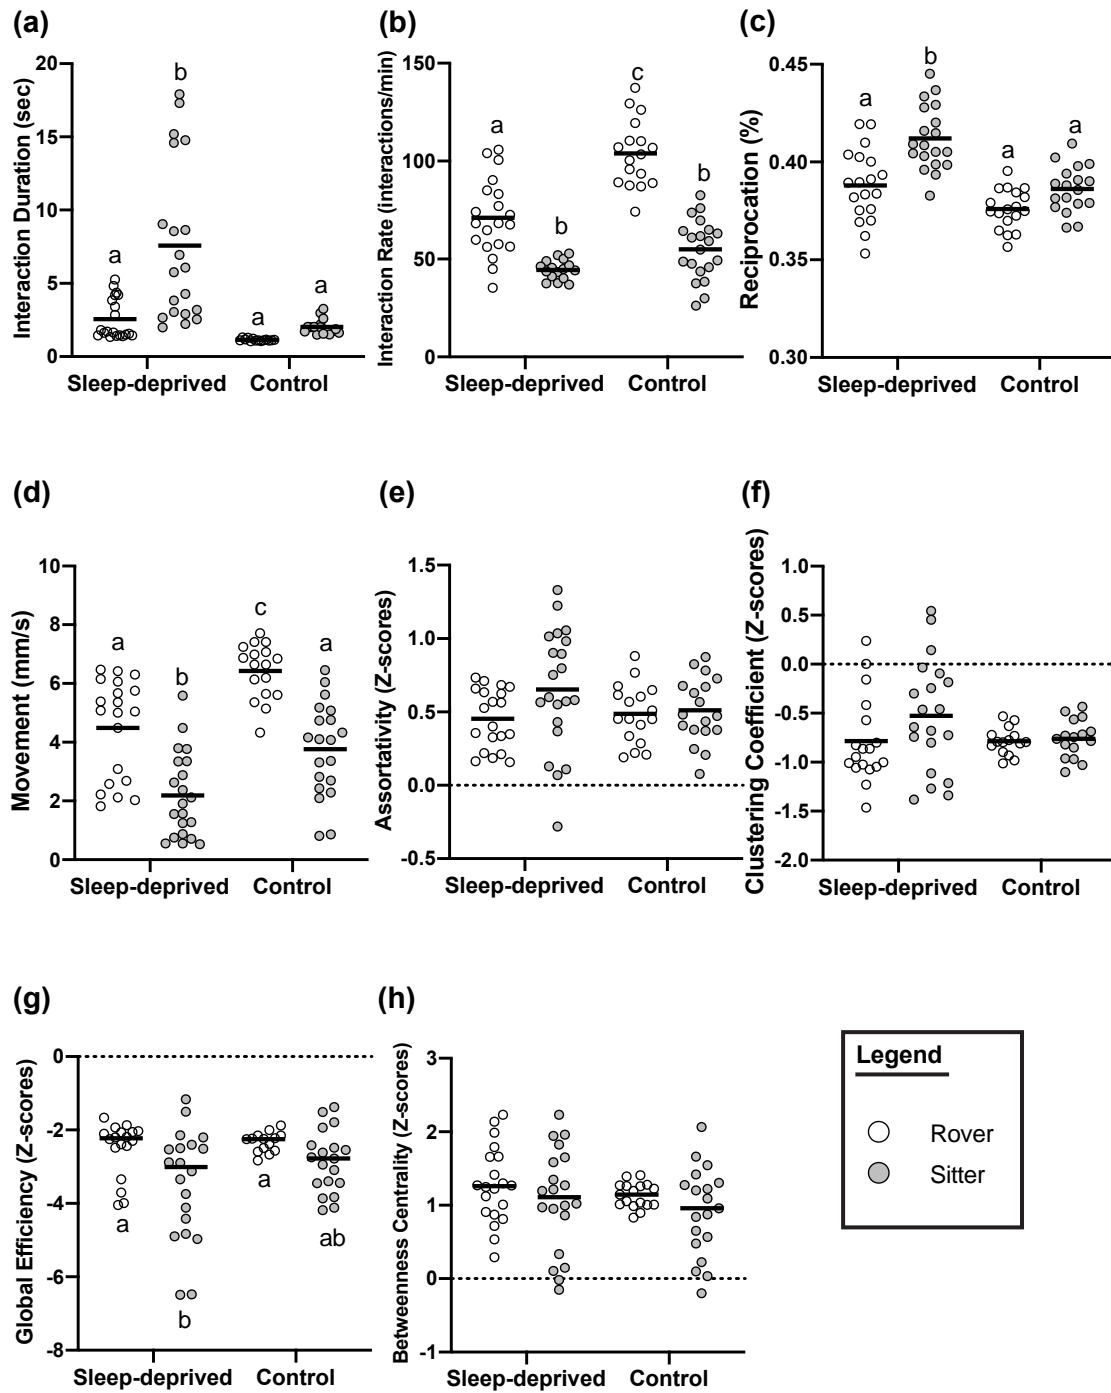 (a)
Interaction Duration (sec)
20
15
10
5
0
a
b
a
a
Sleep-deprived
Control
(b)
Interaction Rate (interactions/min)
150
100
50
0
a
b
c
b
Sleep-deprived
Control
(c)
Reciprocation (%)
0.45
0.40
0.35
0.30
a
b
a
a
Sleep-deprived
Control
(d)
Movement (mm/s)
10
8
6
4
2
0
a
b
c
a
Sleep-deprived
Control
(e)
Assortativity (Z-scores)
1.5
1.0
0.5
0.0
-0.5
Sleep-deprived
Control
(f)
Clustering Coefficient (Z-scores)
1.0
0.5
0.0
-0.5
-1.0
-1.5
-2.0
Sleep-deprived
Control
(g)
Global Efficiency (Z-scores)
0
-2
-4
-6
-8
a
b
a
ab
Sleep-deprived
Control
(h)
Betweenness Centrality (Z-scores)
3
2
1
0
-1
Sleep-deprived
Control
Legend
Rover
Sitter